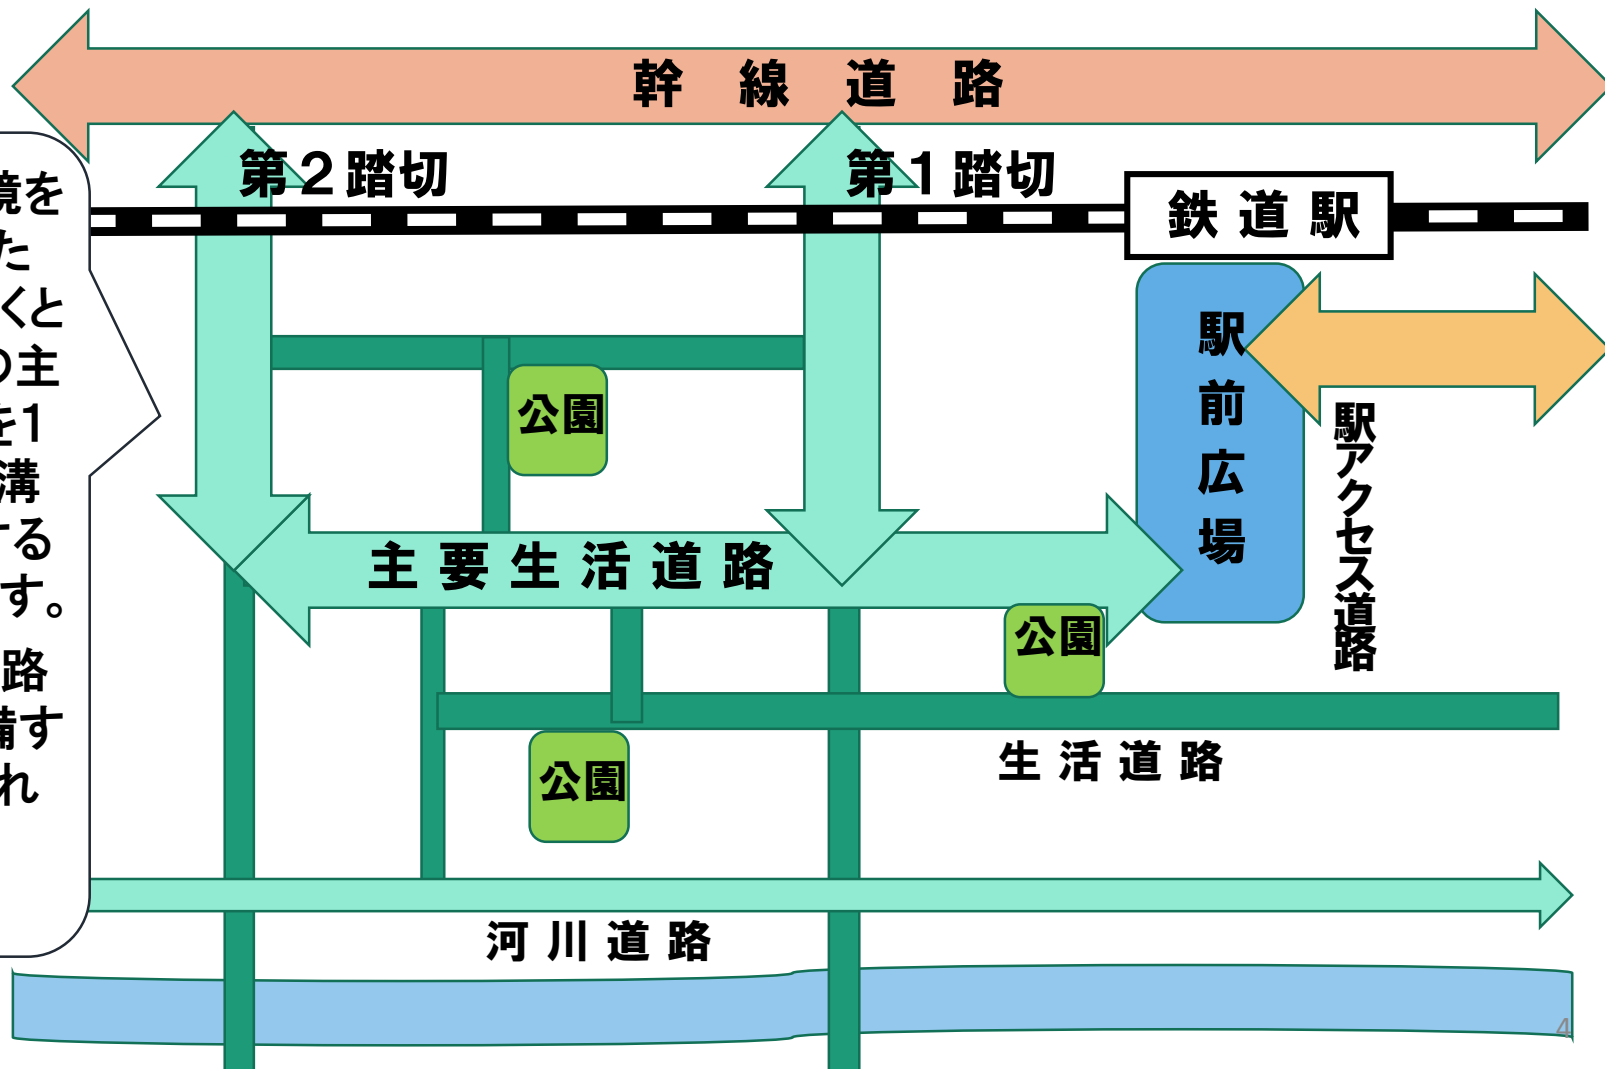 幹線道路
第２踏切
第１踏切
鉄道駅
駅前広場
駅アクセス道路
公園
主要生活道路
公園
公園
生活道路
河川道路
境を
た
くと
の主
を1
溝
する
す。
路
備す
れ
4